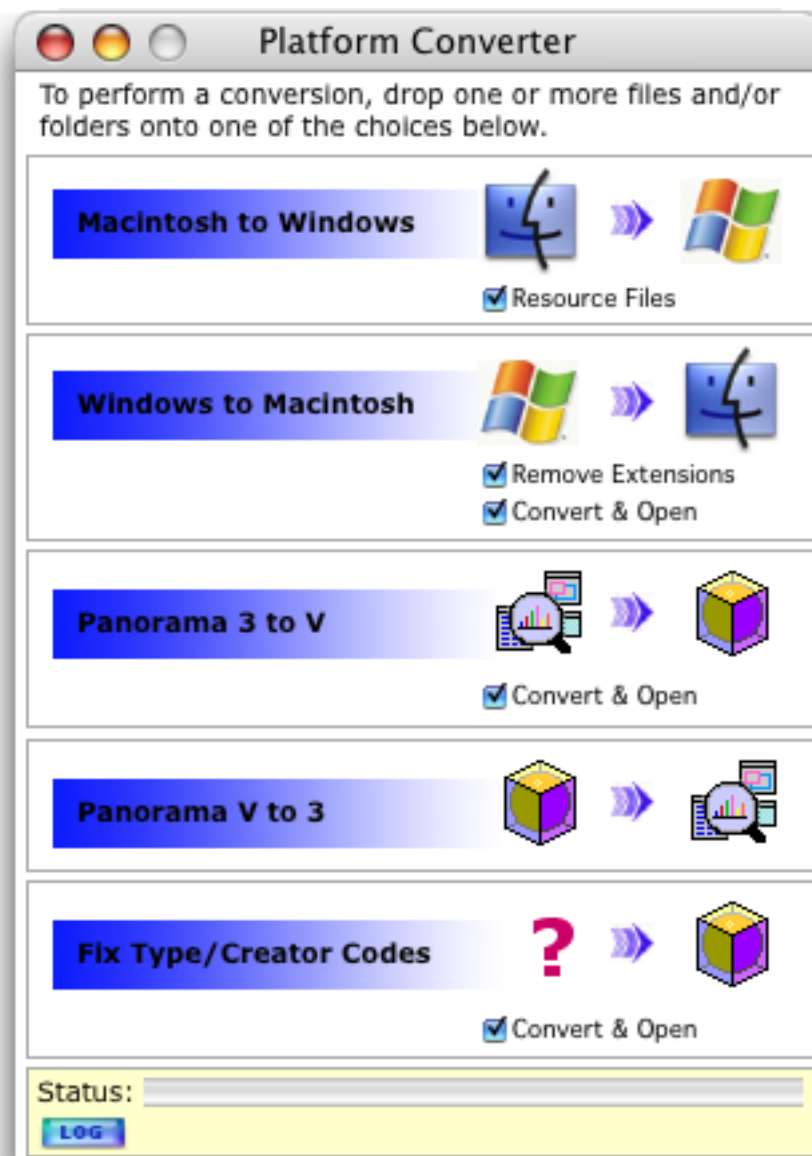 Platform Converter
To perform a conversion, drop one or more files and/or
folders onto one of the choices below.
Macintosh to Windows
Resource Files
Windows to Macintosh
Remove Extensions
Convert & Open
Panorama 3 to V
Convert & Open
Panorama V to 3
Fix Type/Creator Codes
?
Convert & Open
Status:
LOG